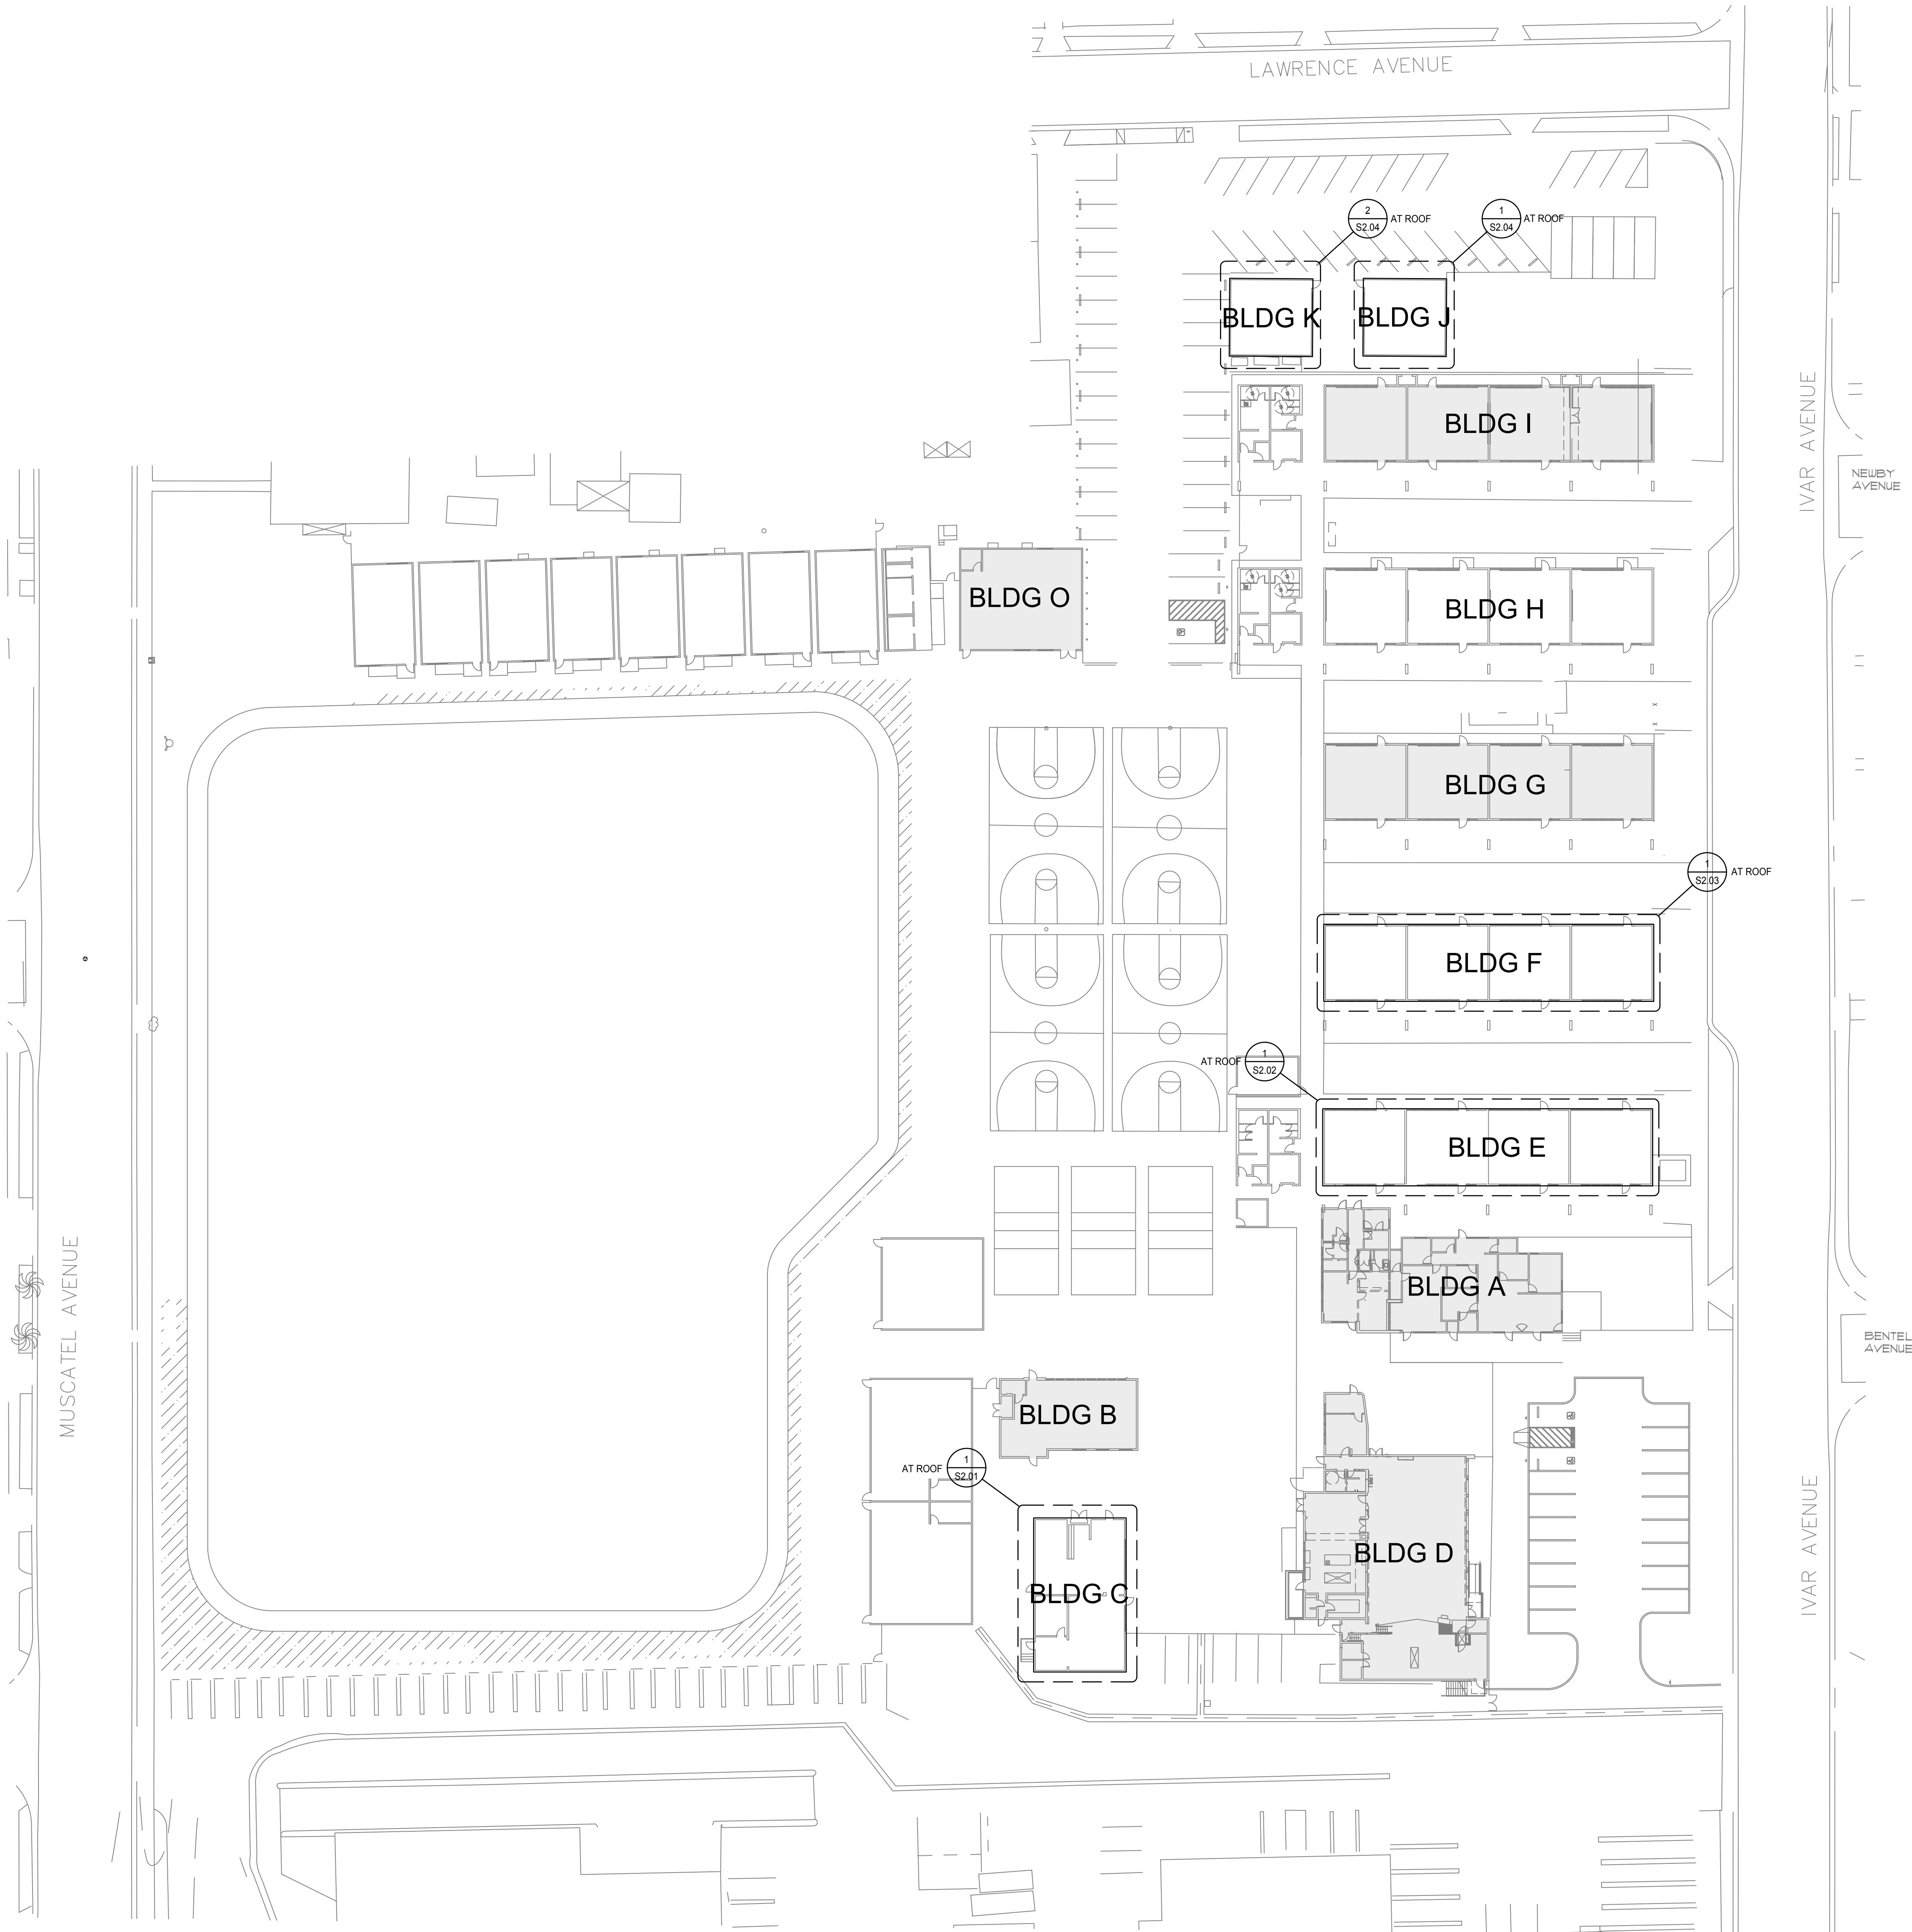 LAWRENCE AVENUE
2
S2.04
AT ROOF
1
S2.04
AT ROOF
BLDG K
BLDG J
IVAR AVENUE
BLDG I
NEWBY
AVENUE
BLDG O
BLDG H
BLDG G
1
S2.03
AT ROOF
BLDG F
AT ROOF
1
S2.02
BLDG E
MUSCATEL AVENUE
BLDG A
BENTEL
AVENUE
BLDG B
AT ROOF
1
S2.01
BLDG D
IVAR AVENUE
BLDG C